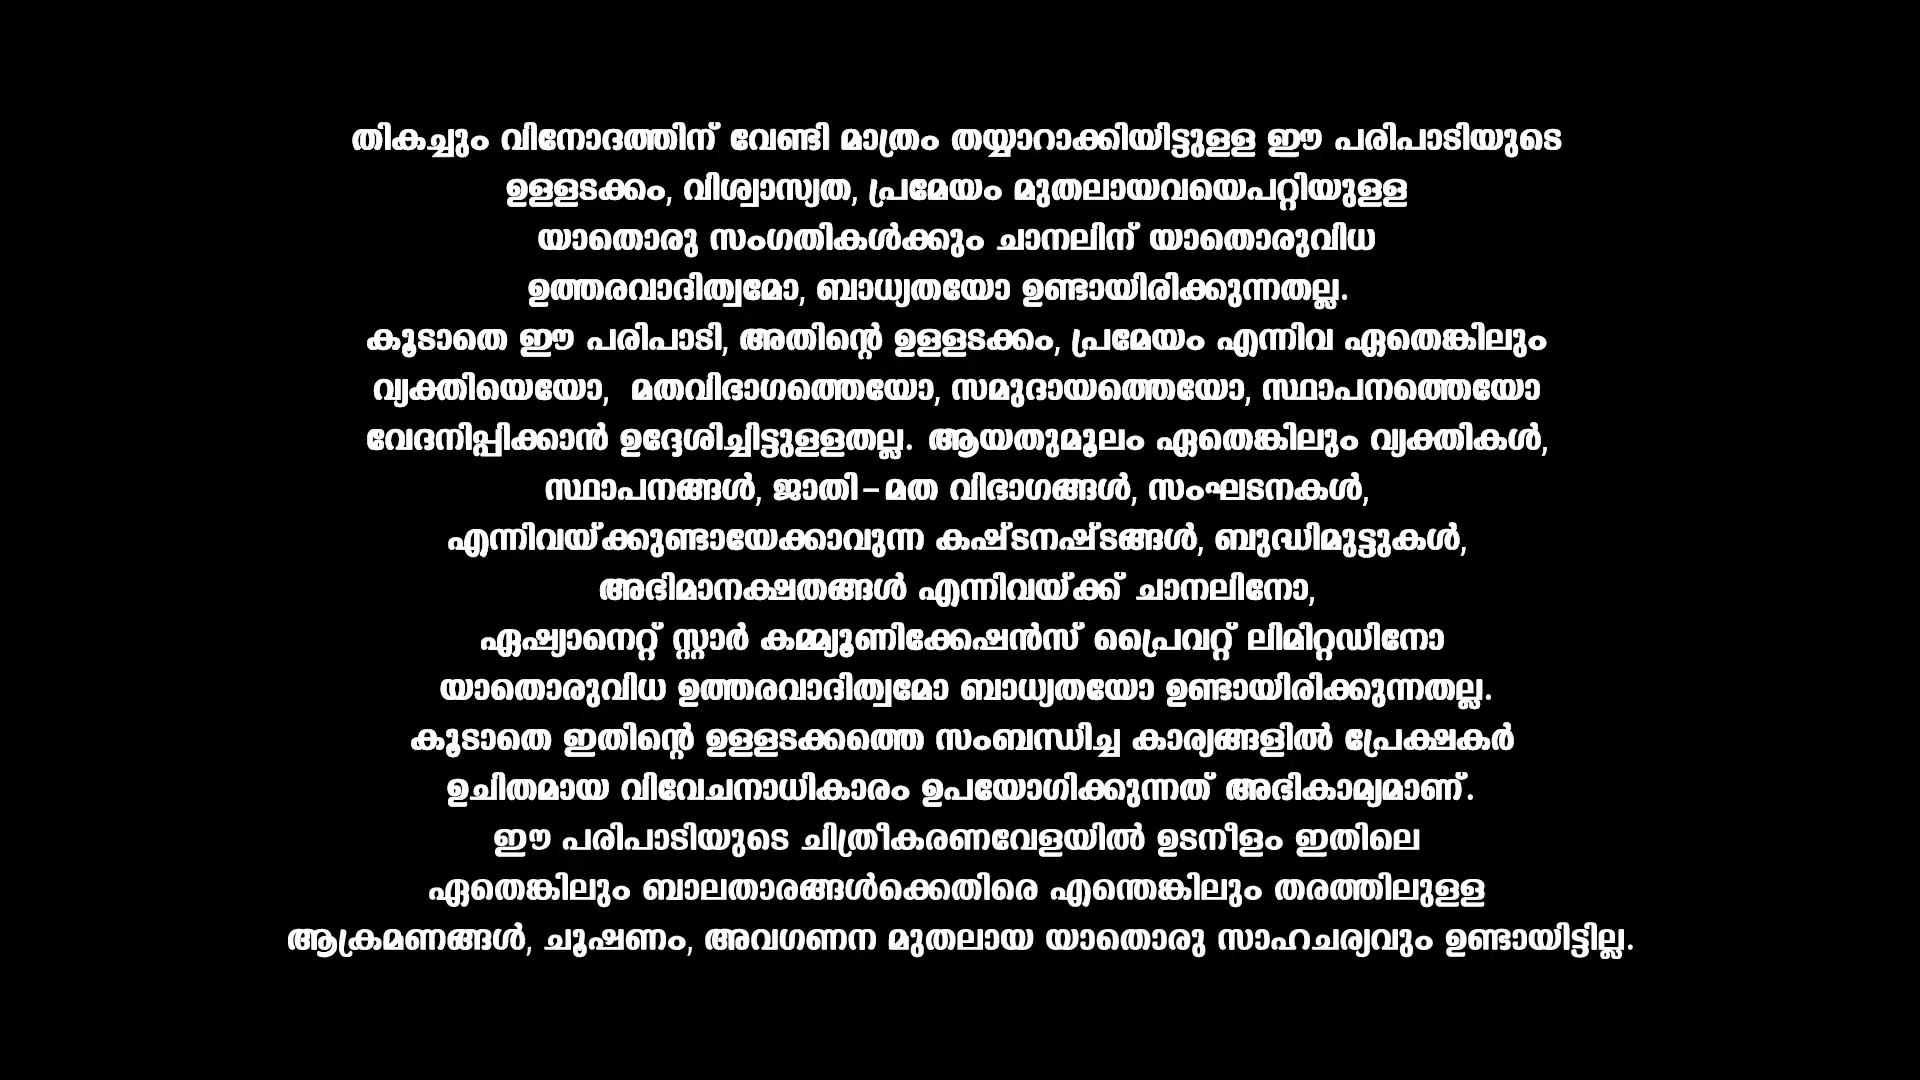 തികച്ചും വിനോദത്തിന് വേണ്ടി മാത്രം തയ്യാറാക്കിയിട്ടുള്ള ഈ പരിപാടിയുടെ
ഉള്ളടക്കം, വിശ്വാസ്യത, പ്രമേയം മുതലായവയെപറ്റിയുള്ള
യാതൊരു സംഗതികൾക്കും ചാനലിന് യാതൊരുവിധ
ഉത്തരവാദിത്വമോ, ബാധ്യതയോ ഉണ്ടായിരിക്കുന്നതല്ല.
കൂടാതെ ഈ പരിപാടി, അതിന്റെ ഉള്ളടക്കം, പ്രമേയം എന്നിവ ഏതെങ്കിലും
വ്യക്തിയെയോ, മതവിഭാഗത്തെയോ, സമുദായത്തെയോ, സ്ഥാപനത്തെയോ
വേദനിപ്പിക്കാൻ ഉദ്ദേശിച്ചിട്ടുള്ളതല്ല. ആയതുമൂലം ഏതെങ്കിലും വ്യക്തികൾ,
സ്ഥാപനങ്ങൾ, ജാതി-മത വിഭാഗങ്ങൾ, സംഘടനകൾ,
എന്നിവയ്ക്കുണ്ടായേക്കാവുന്ന കഷ്ടനഷ്ടങ്ങൾ, ബുദ്ധിമുട്ടുകൾ,
അഭിമാനക്ഷതങ്ങൾ എന്നിവയ്ക്ക് ചാനലിനോ,
ഏഷ്യാനെറ്റ് സ്റ്റാർ കമ്മ്യൂണിക്കേഷൻസ് പ്രൈവറ്റ് ലിമിറ്റഡിനോ
യാതൊരുവിധ ഉത്തരവാദിത്വമോ ബാധ്യതയോ ഉണ്ടായിരിക്കുന്നതല്ല.
കൂടാതെ ഇതിന്റെ ഉള്ളടക്കത്തെ സംബന്ധിച്ച കാര്യങ്ങളിൽ പ്രേക്ഷകർ
ഉചിതമായ വിവേചനാധികാരം ഉപയോഗിക്കുന്നത് അഭികാമ്യമാണ്.
ഈ പരിപാടിയുടെ ചിത്രീകരണവേളയിൽ ഉടനീളം ഇതിലെ
ഏതെങ്കിലും ബാലതാരങ്ങൾക്കെതിരെ എന്തെങ്കിലും തരത്തിലുള്ള
ആക്രമണങ്ങൾ, ചൂഷണം, അവഗണന മുതലായ യാതൊരു സാഹചര്യവും ഉണ്ടായിട്ടില്ല.